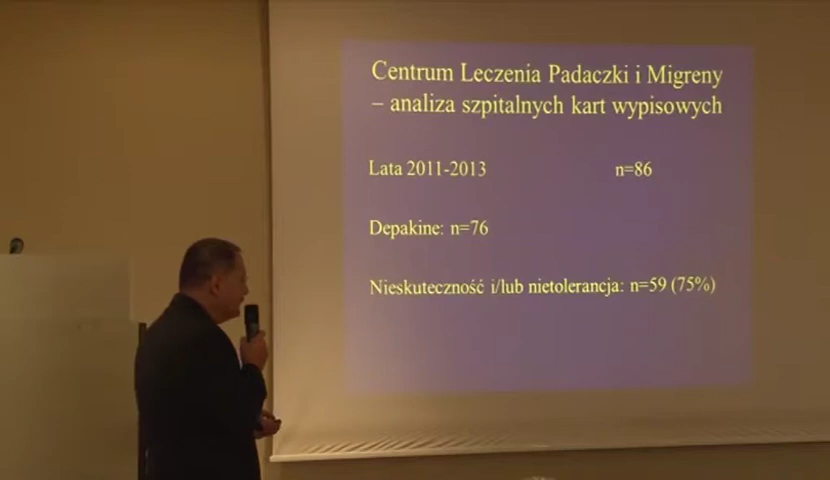 Centrum Leczenia Padaczki i Migreny
– analiza szpitalnych kart wypisowych
Lata 2011-2013 n=86
Depakine: n=76
Nieskuteczność i/lub nietolerancja: n=59 (75%)